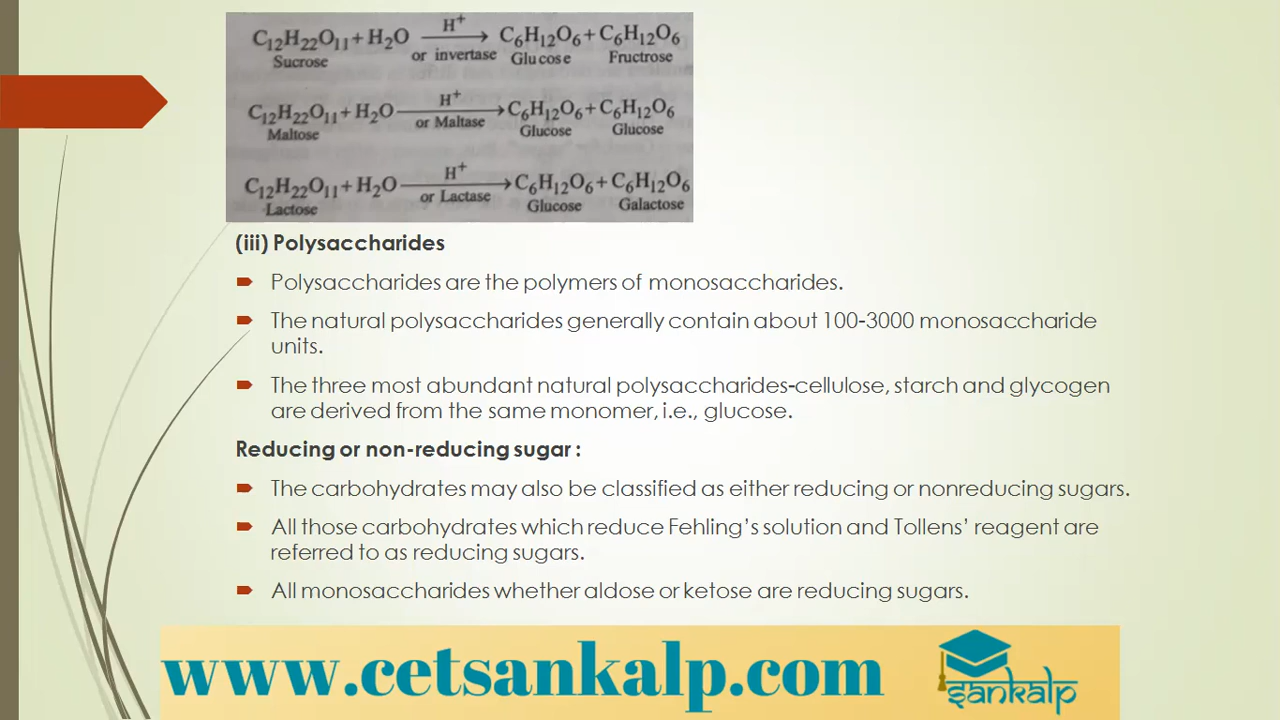 C₁₂H₂₂O₁₁ + H₂O H⁺ or invertase → C₆H₁₂O₆ + C₆H₁₂O₆
Sucrose Glucose Fructrose
C₁₂H₂₂O₁₁ + H₂O H⁺ or Maltase → C₆H₁₂O₆ + C₆H₁₂O₆
Maltose Glucose Glucose
C₁₂H₂₂O₁₁ + H₂O H⁺ or Lactase → C₆H₁₂O₆ + C₆H₁₂O₆
Lactose Glucose Galactose
(iii) Polysaccharides
Polysaccharides are the polymers of monosaccharides.
The natural polysaccharides generally contain about 100-3000 monosaccharide
units.
The three most abundant natural polysaccharides-cellulose, starch and glycogen
are derived from the same monomer, i.e., glucose.
Reducing or non-reducing sugar :
The carbohydrates may also be classified as either reducing or nonreducing sugars.
All those carbohydrates which reduce Fehling's solution and Tollens' reagent are
referred to as reducing sugars.
All monosaccharides whether aldose or ketose are reducing sugars.
www.cetsankalp.com
sankalp